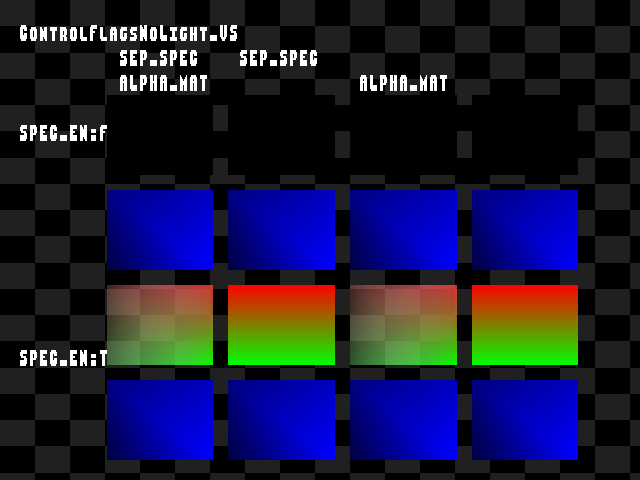 ControlFlagsNoLight_VS
SEP_SPEC SEP_SPEC
ALPHA_MAT ALPHA_MAT
SPEC_EN:F
SPEC_EN:T